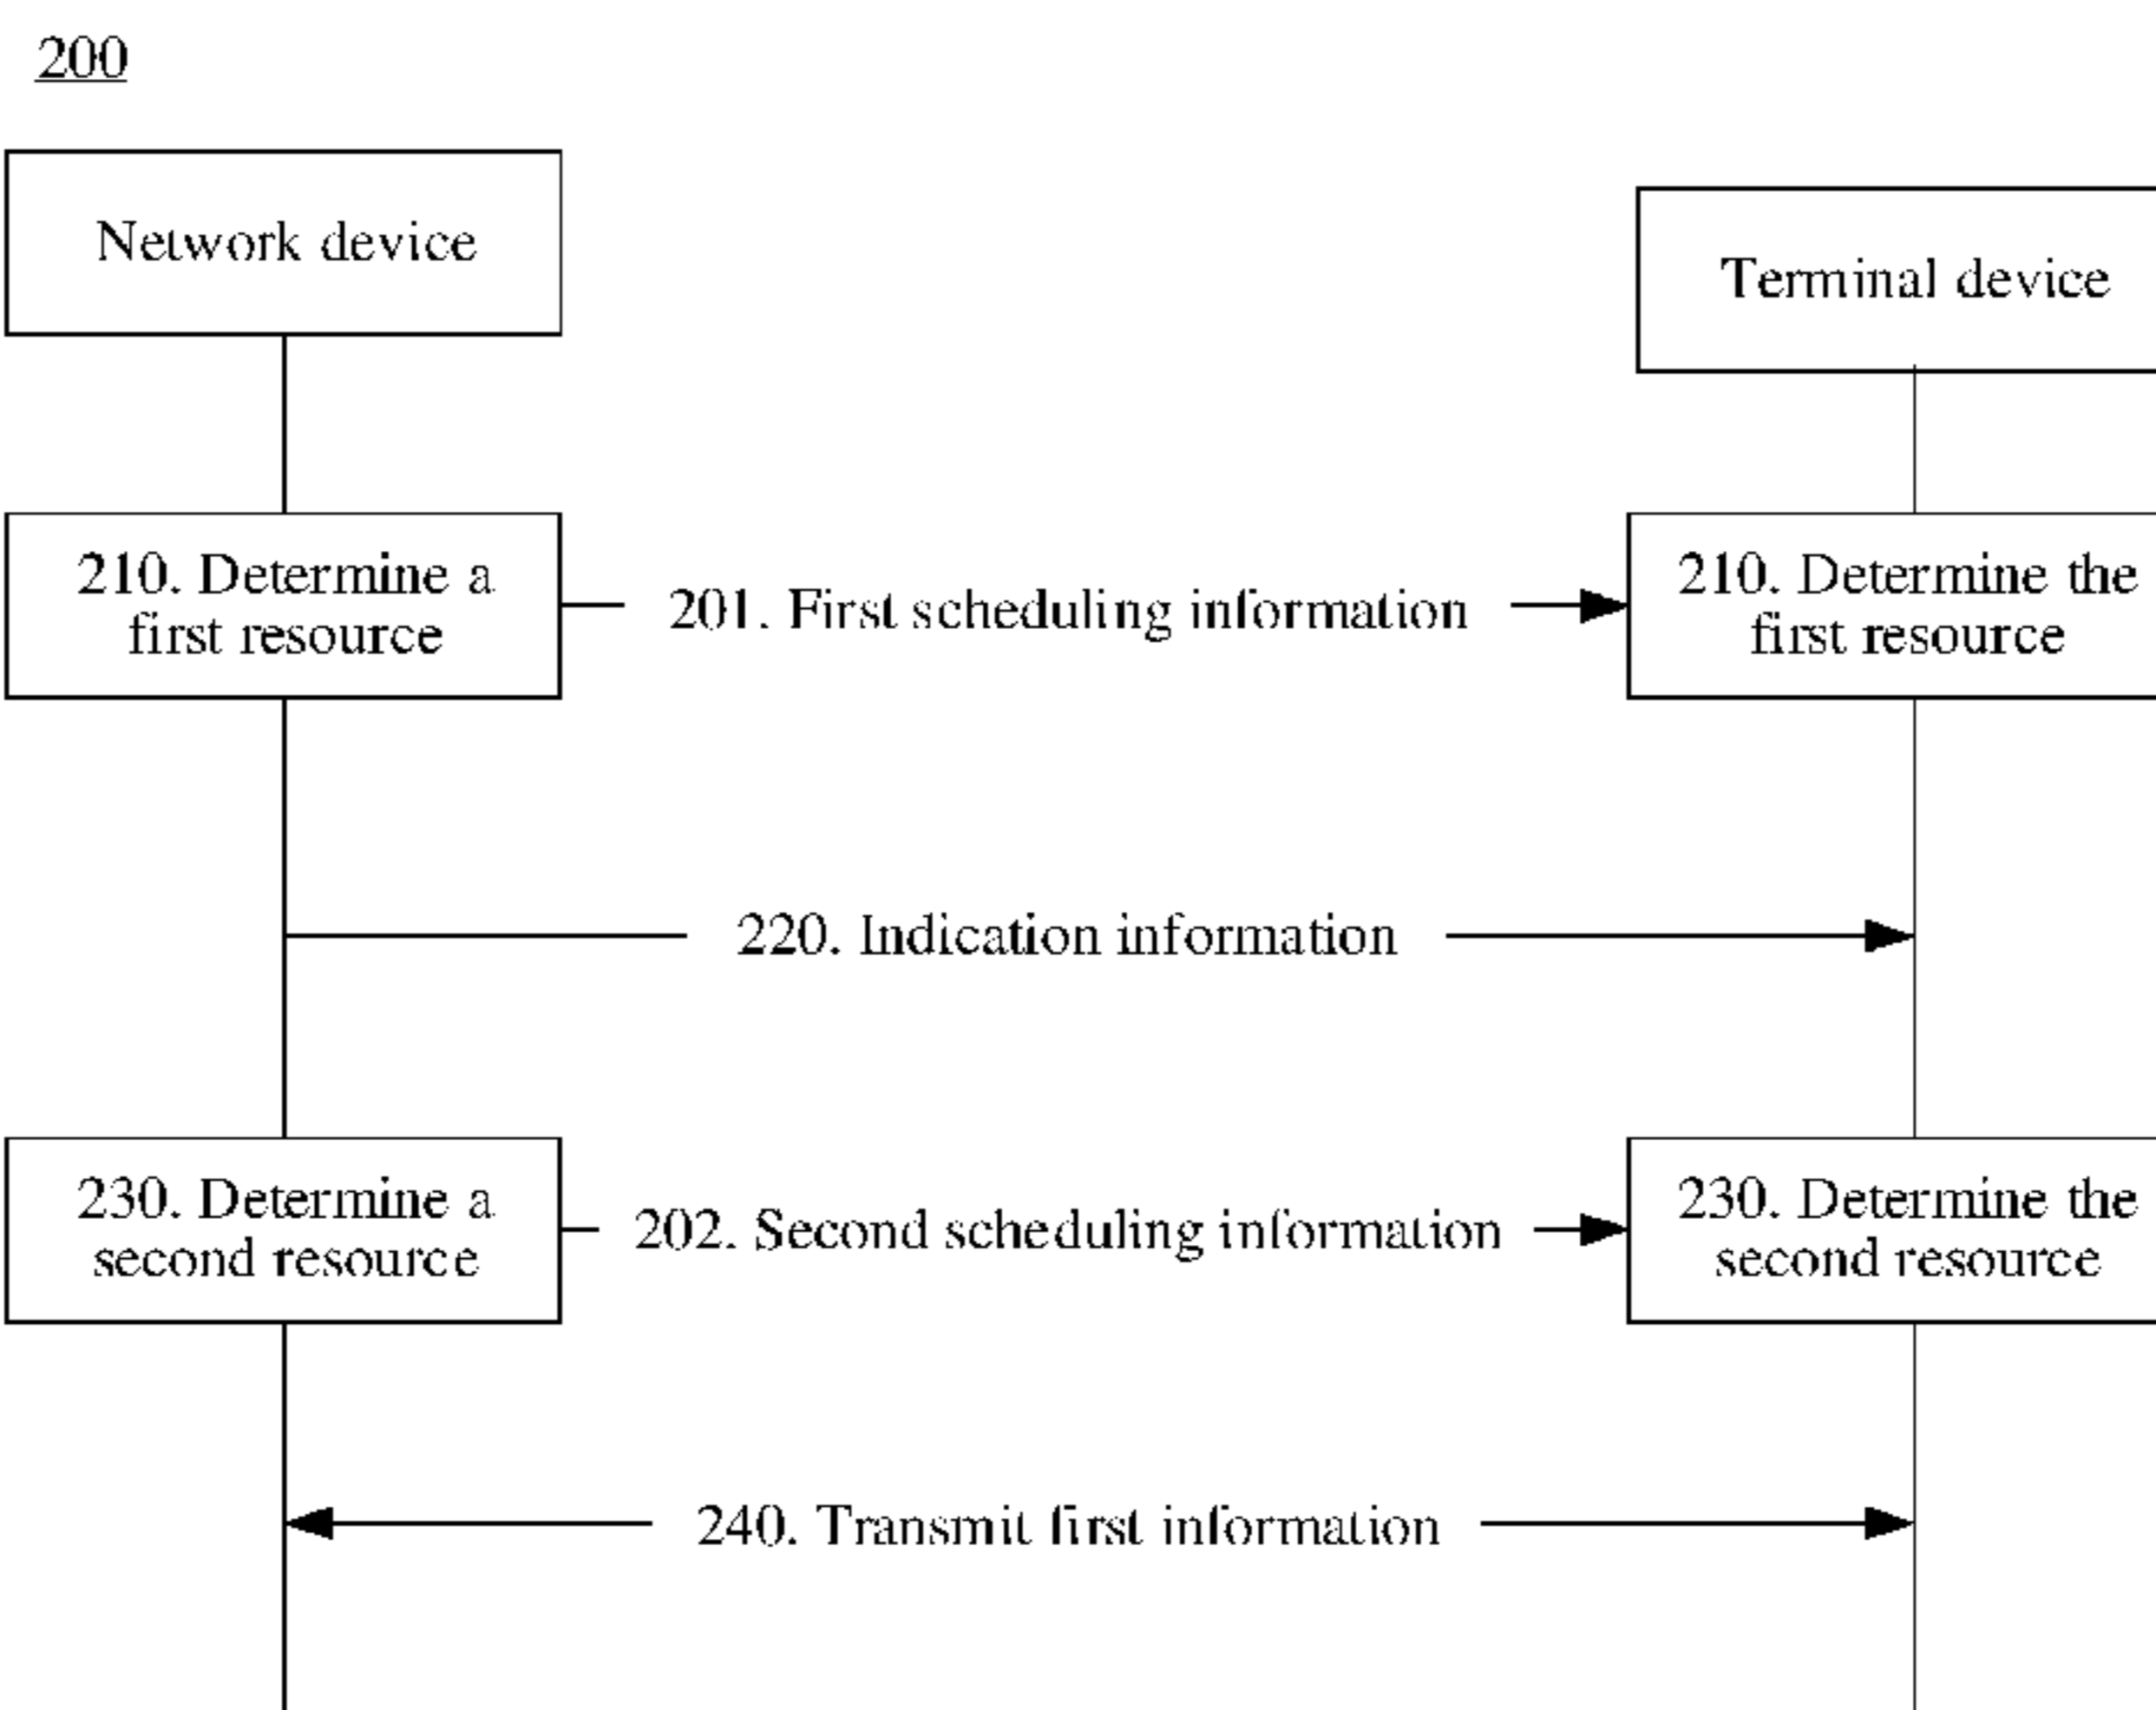 200
Network device
Terminal device
210. Determine a
first resource
201. First scheduling information
210. Determine the
first resource
220. Indication information
230. Determine a
second resource
202. Second scheduling information
230. Determine the
second resource
240. Transmit first information